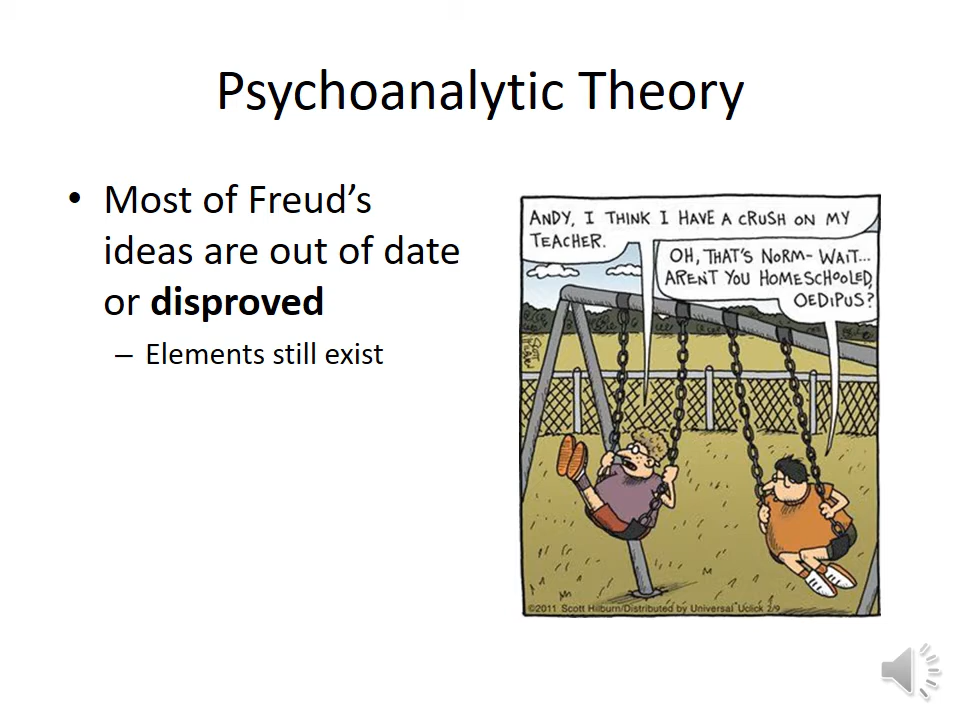 Psychoanalytic Theory
• Most of Freud’s
ideas are out of date
or disproved
– Elements still exist
ANDY, I THINK I HAVE A CRUSH ON MY
TEACHER.
OH, THAT'S NORM- WAIT...
ARENT YOU HOMESCHOOLED,
OEDIPUS?
©2011 Scott Hilburn/Distributed by Universal Uclick 2/9